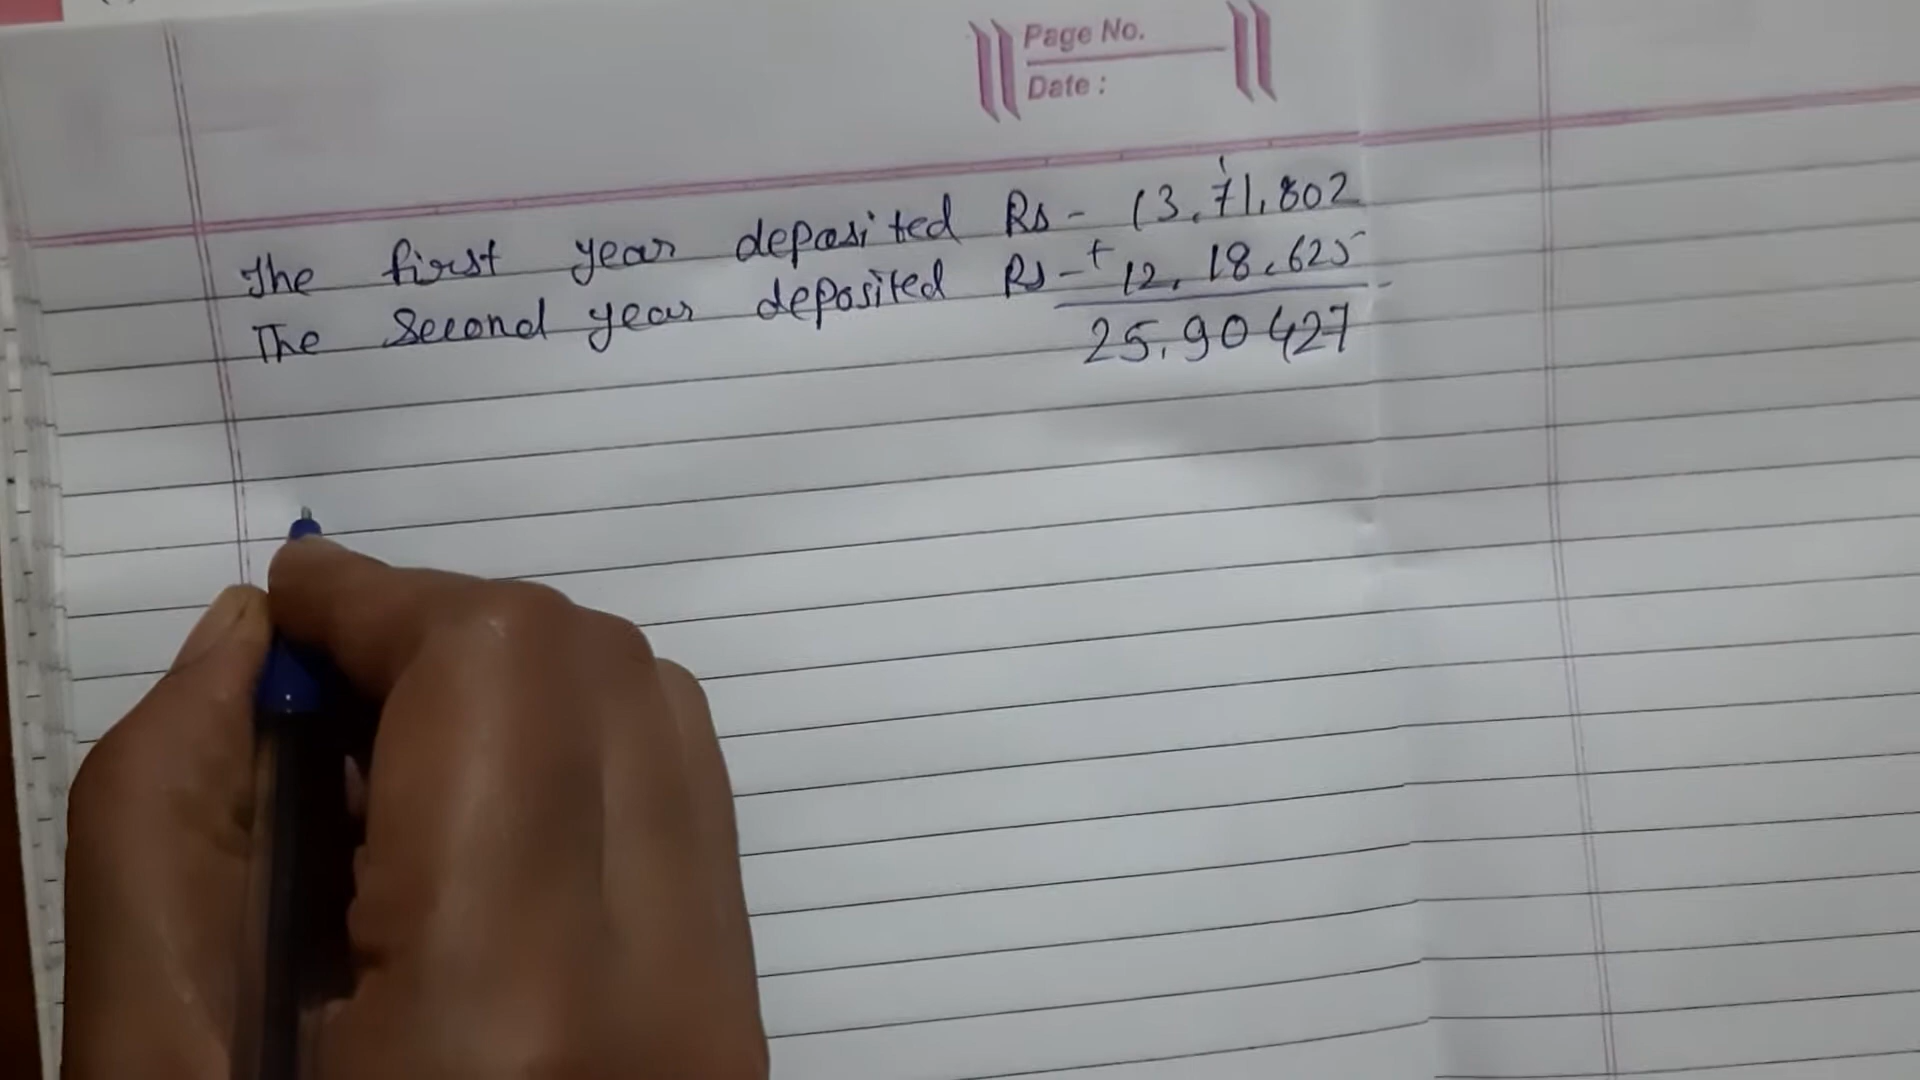 Page No.
Date :
The first year deposited Rs - 13,71,802
The Second year deposited Rs - + 12,18,625
25,90427